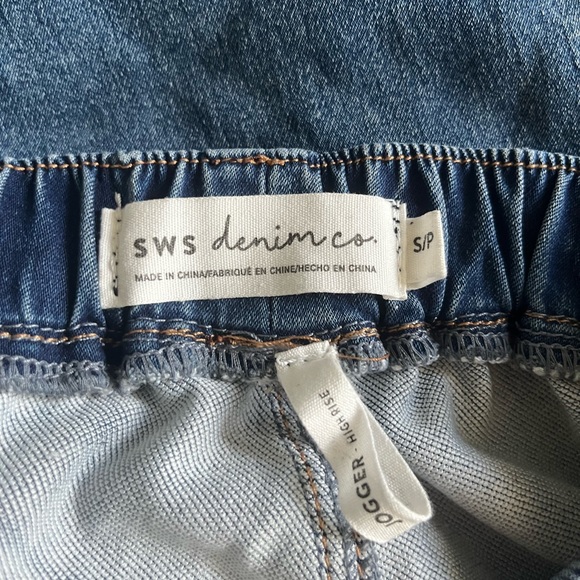 SWS denim co.
MADE IN CHINA/FABRIQUÉ EN CHINE/HECHO EN CHINA
S/P
JOGGER - HIGH RISE